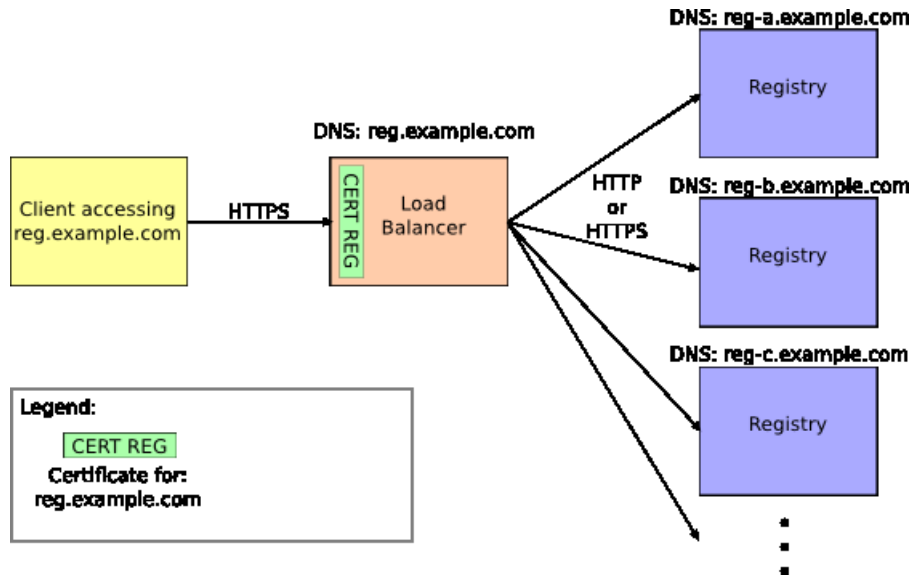 DNS: reg-a.example.com
Registry
DNS: reg.example.com
CERT REG
Load
Balancer
Client accessing
reg.example.com
HTTPS
HTTP
or
HTTPS
DNS: reg-b.example.com
Registry
DNS: reg-c.example.com
Registry
Legend:
CERT REG
Certificate for:
reg.example.com